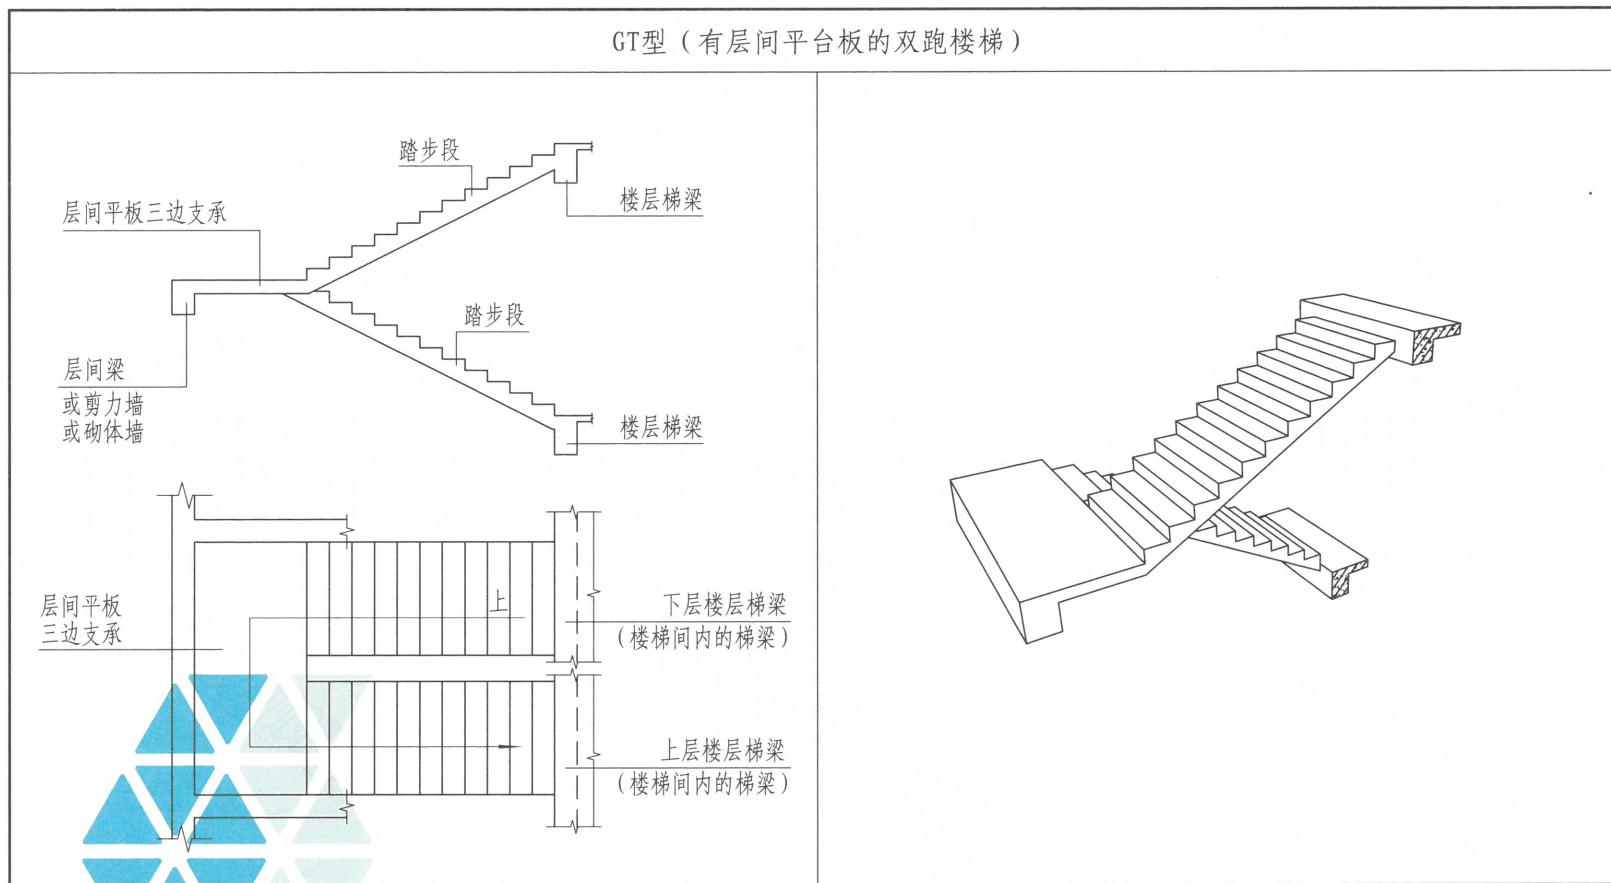 GT型（有层间平台板的双跑楼梯）
踏步段
楼层梯梁
层间平板三边支承
踏步段
层间梁
或剪力墙
或砌体墙
楼层梯梁
上
层间平板
三边支承
下层楼层梯梁
（楼梯间内的梯梁）
上层楼层梯梁
（楼梯间内的梯梁）